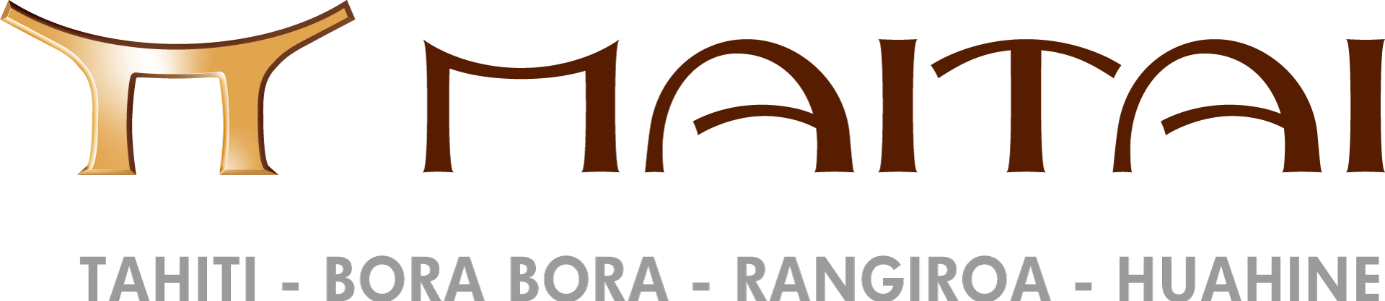 MAITAI
TAHITI - BORA BORA - RANGIROA - HUAHINE